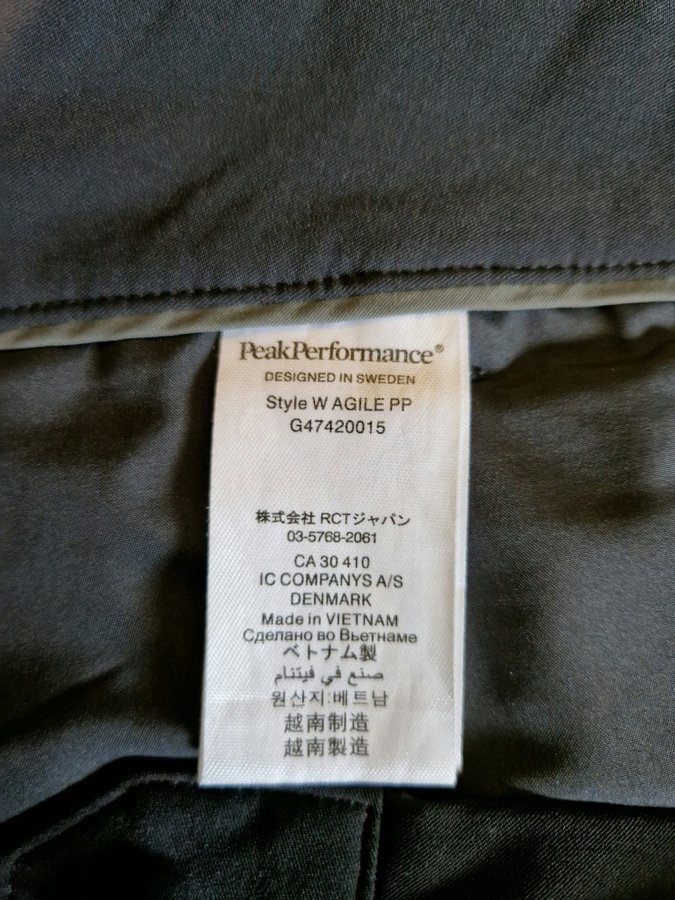 PeakPerformance®
DESIGNED IN SWEDEN
Style W AGILE PP
G47420015
株式会社 RCTジャパン
03-5768-2061
CA 30 410
IC COMPANYS A/S
DENMARK
Made in VIETNAM
Сделано во Вьетнаме
ベトナム製
صنع في فيتنام
원산지:베트남
越南制造
越南製造